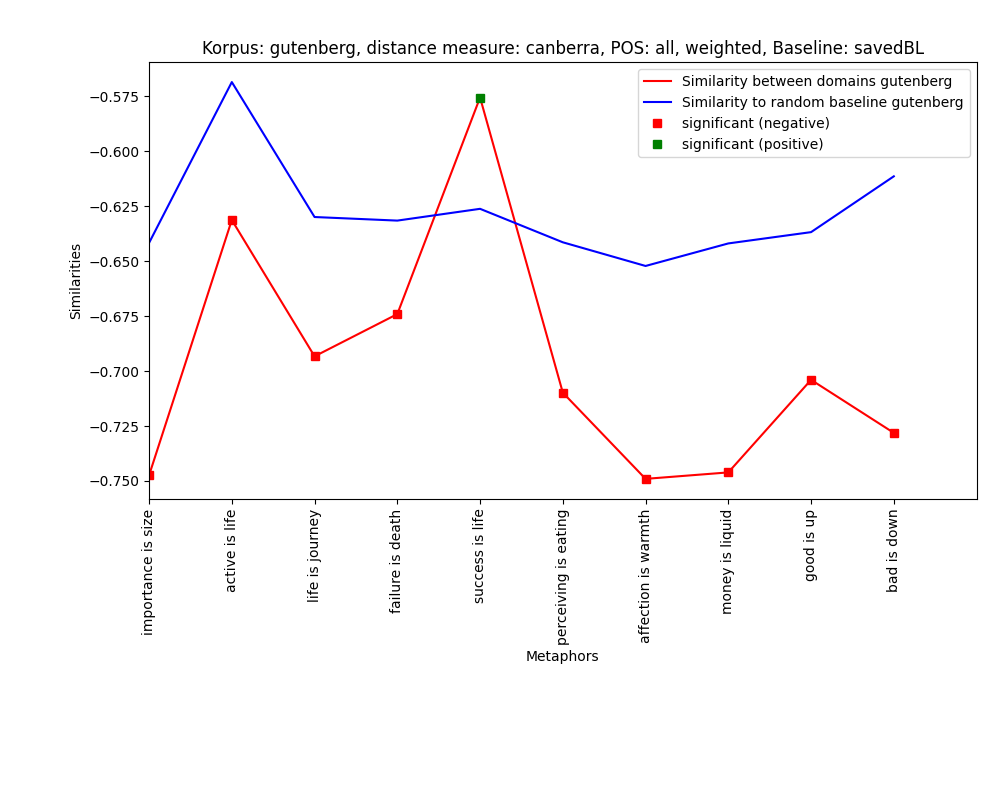 Korpus: gutenberg, distance measure: canberra, POS: all, weighted, Baseline: savedBL
Similarity between domains gutenberg
Similarity to random baseline gutenberg
significant (negative)
significant (positive)
Similarities
−0.575
−0.600
−0.625
−0.650
−0.675
−0.700
−0.725
−0.750
importance is size
active is life
life is journey
failure is death
success is life
perceiving is eating
affection is warmth
money is liquid
good is up
bad is down
Metaphors